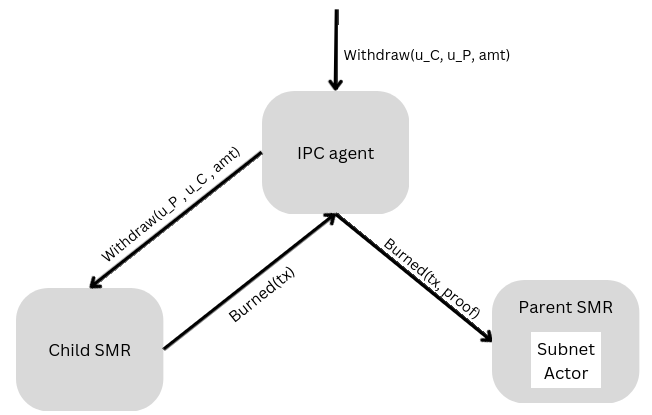 Withdraw(u_C, u_P, amt)
IPC agent
Withdraw(u_P , u_C , amt)
Burned(tx)
Burned(tx, proof)
Child SMR
Parent SMR
Subnet
Actor